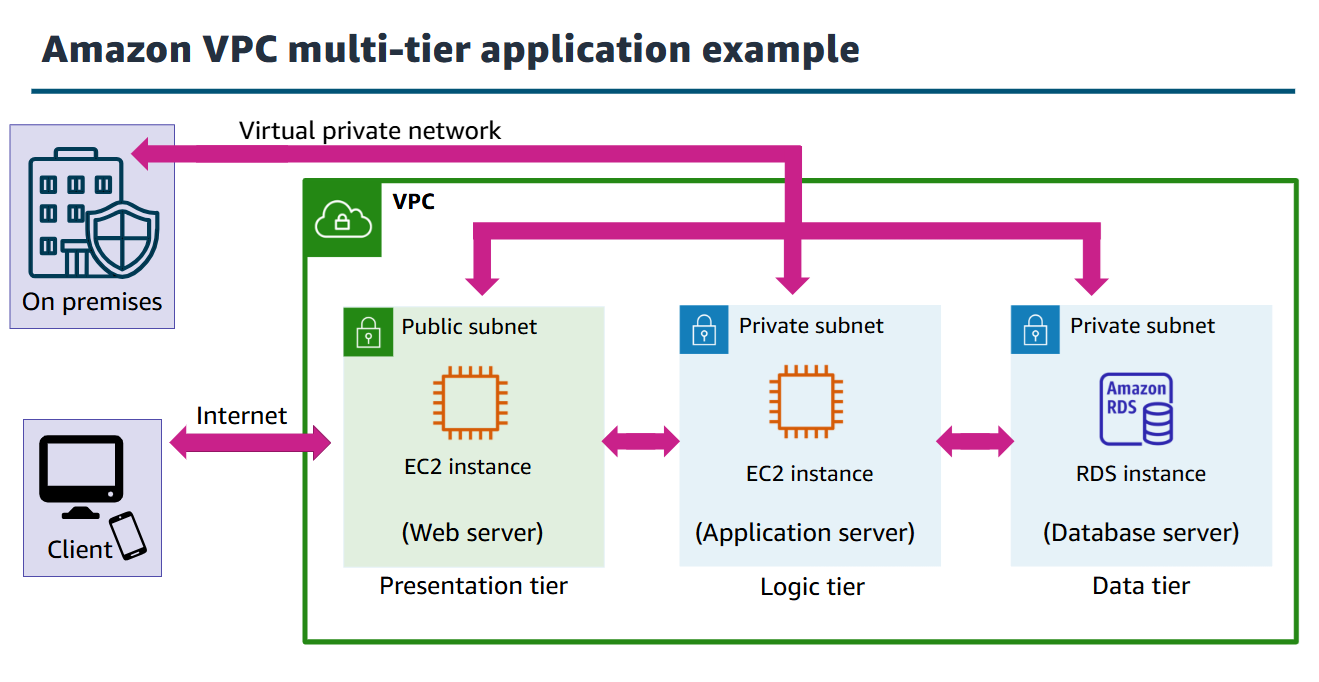 Amazon VPC multi-tier application example
Virtual private network
On premises
VPC
Public subnet
EC2 instance
(Web server)
Presentation tier
Private subnet
EC2 instance
(Application server)
Logic tier
Private subnet
Amazon
RDS
RDS instance
(Database server)
Data tier
Internet
Client